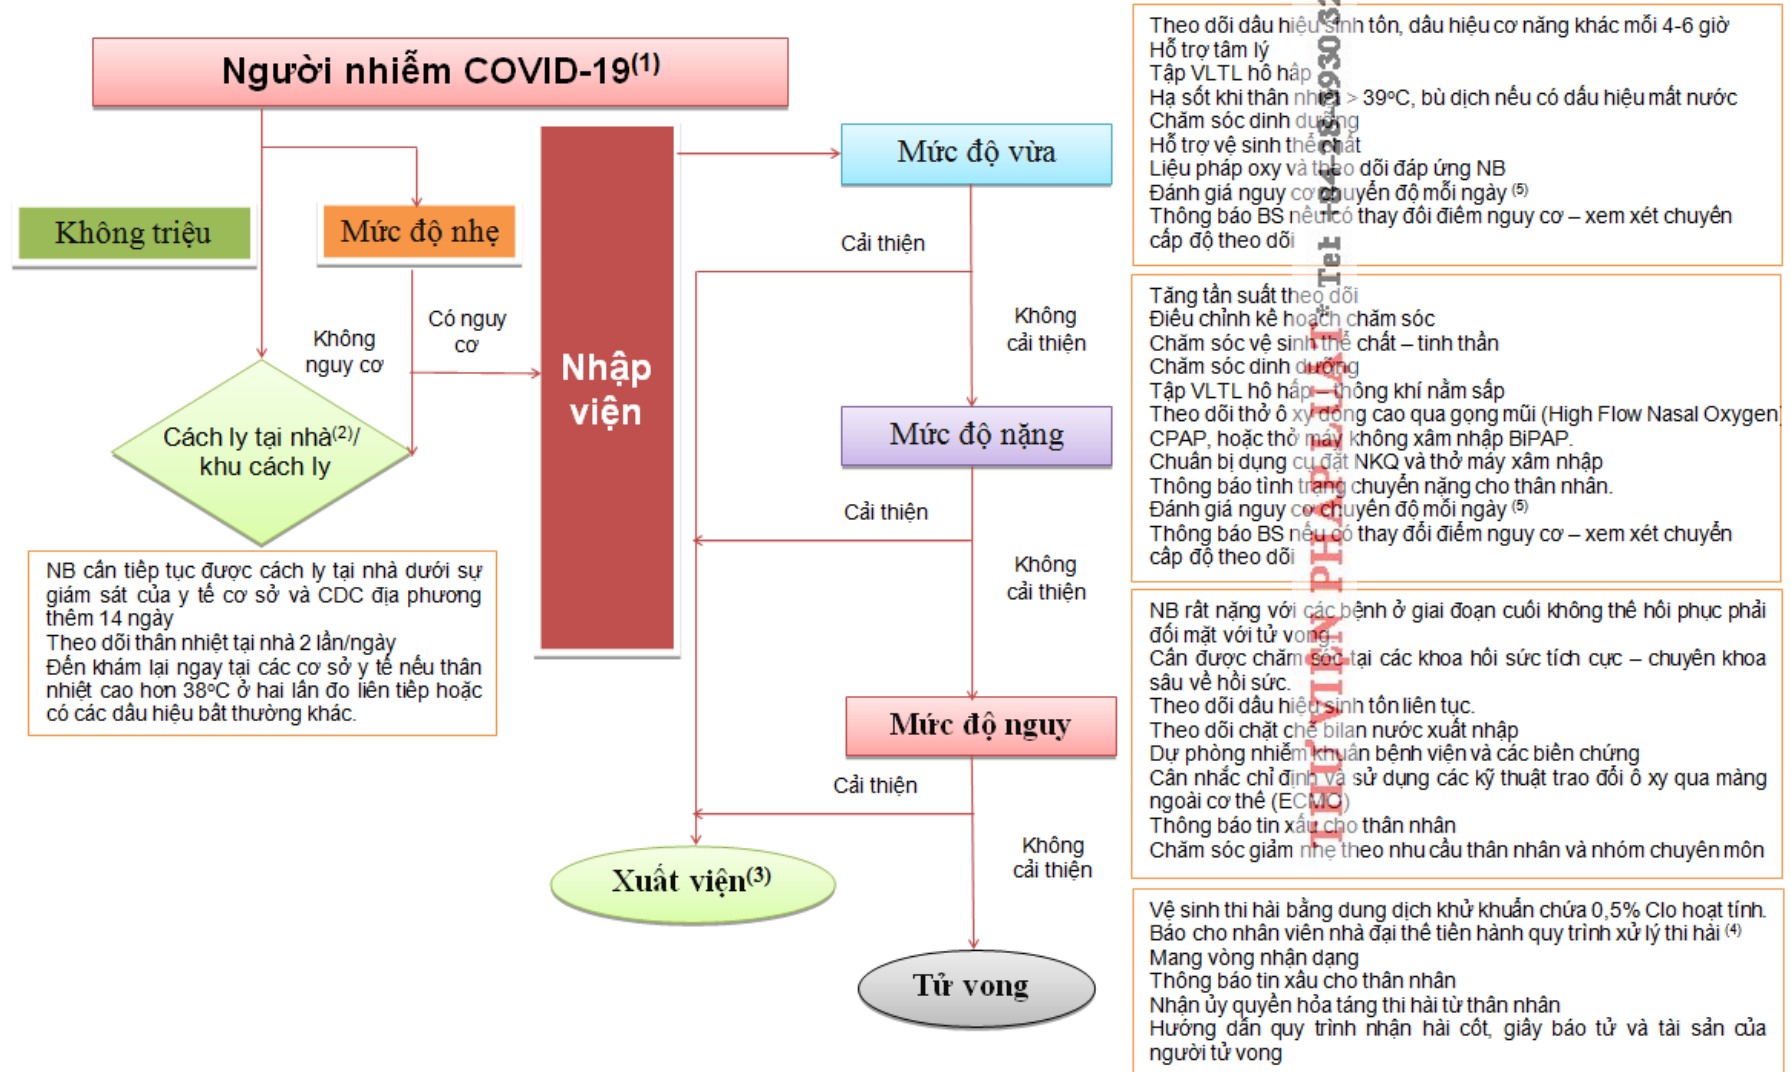 Người nhiễm COVID-19(1)
Không triệu
Mức độ nhẹ
Không
nguy cơ
Có nguy
cơ
Cách ly tại nhà(2)/
khu cách ly
NB cần tiếp tục được cách ly tại nhà dưới sự
giám sát của y tế cơ sở và CDC địa phương
thêm 14 ngày
Theo dõi thân nhiệt tại nhà 2 lần/ngày
Đến khám lại ngay tại các cơ sở y tế nếu thân
nhiệt cao hơn 38ºC ở hai lần đo liên tiếp hoặc
có các dấu hiệu bất thường khác.
Nhập
viện
Mức độ vừa
Cải thiện
Không
cải thiện
Mức độ nặng
Cải thiện
Không
cải thiện
Mức độ nguy
Cải thiện
Không
cải thiện
Xuất viện(3)
Tử vong
Theo dõi dấu hiệu sinh tồn, dấu hiệu cơ năng khác mỗi 4-6 giờ
Hỗ trợ tâm lý
Tập VLTL hô hấp
Hạ sốt khi thân nhiệt > 39ºC, bù dịch nếu có dấu hiệu mất nước
Chăm sóc dinh dưỡng
Hỗ trợ vệ sinh thể chất
Liệu pháp oxy và theo dõi đáp ứng NB
Đánh giá nguy cơ chuyển độ mỗi ngày (5)
Thông báo BS nếu có thay đổi điểm nguy cơ – xem xét chuyển
cấp độ theo dõi
Tăng tần suất theo dõi
Điều chỉnh kế hoạch chăm sóc
Chăm sóc vệ sinh thể chất – tinh thần
Chăm sóc dinh dưỡng
Tập VLTL hô hấp – thông khí nằm sấp
Theo dõi thở ô xy dòng cao qua gọng mũi (High Flow Nasal Oxygen)
CPAP, hoặc thở máy không xâm nhập BiPAP.
Chuẩn bị dụng cụ đặt NKQ và thở máy xâm nhập
Thông báo tình trạng chuyển nặng cho thân nhân.
Đánh giá nguy cơ chuyển độ mỗi ngày (5)
Thông báo BS nếu có thay đổi điểm nguy cơ – xem xét chuyển
cấp độ theo dõi
NB rất nặng với các bệnh ở giai đoạn cuối không thể hồi phục phải
đối mặt với tử vong.
Cần được chăm sóc tại các khoa hồi sức tích cực – chuyên khoa
sâu về hồi sức.
Theo dõi dấu hiệu sinh tồn liên tục.
Theo dõi chặt chẽ bilan nước xuất nhập
Dự phòng nhiễm khuẩn bệnh viện và các biến chứng
Cân nhắc chỉ định và sử dụng các kỹ thuật trao đổi ô xy qua màng
ngoài cơ thể (ECMO)
Thông báo tin xấu cho thân nhân
Chăm sóc giảm nhẹ theo nhu cầu thân nhân và nhóm chuyên môn
Vệ sinh thi hài bằng dung dịch khử khuẩn chứa 0,5% Clo hoạt tính.
Báo cho nhân viên nhà đại thể tiến hành quy trình xử lý thi hài (4)
Mang vòng nhận dạng
Thông báo tin xấu cho thân nhân
Nhận ủy quyền hỏa táng thi hài từ thân nhân
Hướng dẫn quy trình nhận hài cốt, giấy báo tử và tài sản của
người tử vong
THƯ VIỆN PHÁP LUẬT * Tel: +84-28-3930 32